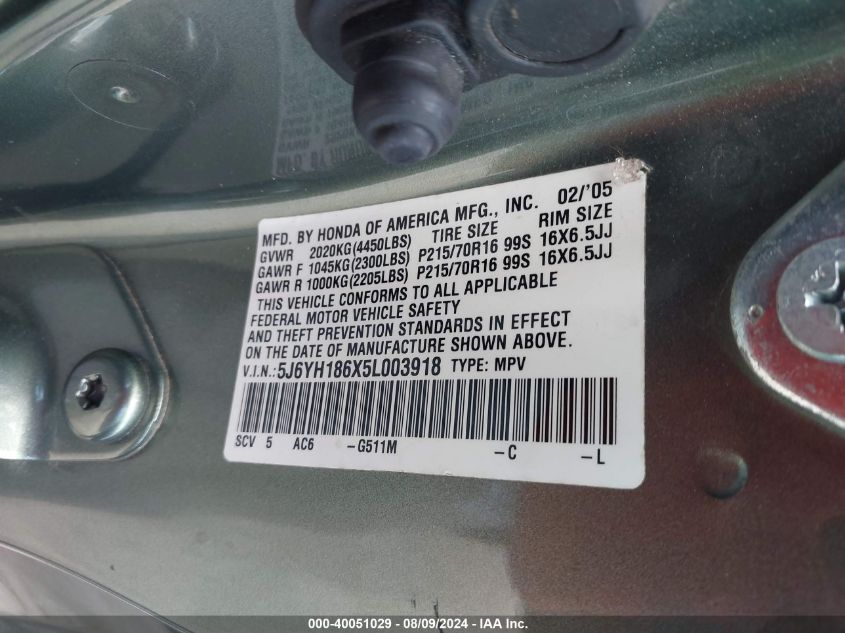 MFD. BY HONDA OF AMERICA MFG., INC. 02/'05
GVWR 2020KG(4450LBS) TIRE SIZE RIM SIZE
GAWR F 1045KG(2300LBS) P215/70R16 99S 16X6.5JJ
GAWR R 1000KG(2205LBS) P215/70R16 99S 16X6.5JJ
THIS VEHICLE CONFORMS TO ALL APPLICABLE
FEDERAL MOTOR VEHICLE SAFETY
AND THEFT PREVENTION STANDARDS IN EFFECT
ON THE DATE OF MANUFACTURE SHOWN ABOVE.
V.I.N.:5J6YH186X5L003918 TYPE: MPV
SCV 5 AC6 -G511M -C -L
000-40051029 - 08/09/2024 - IAA Inc.